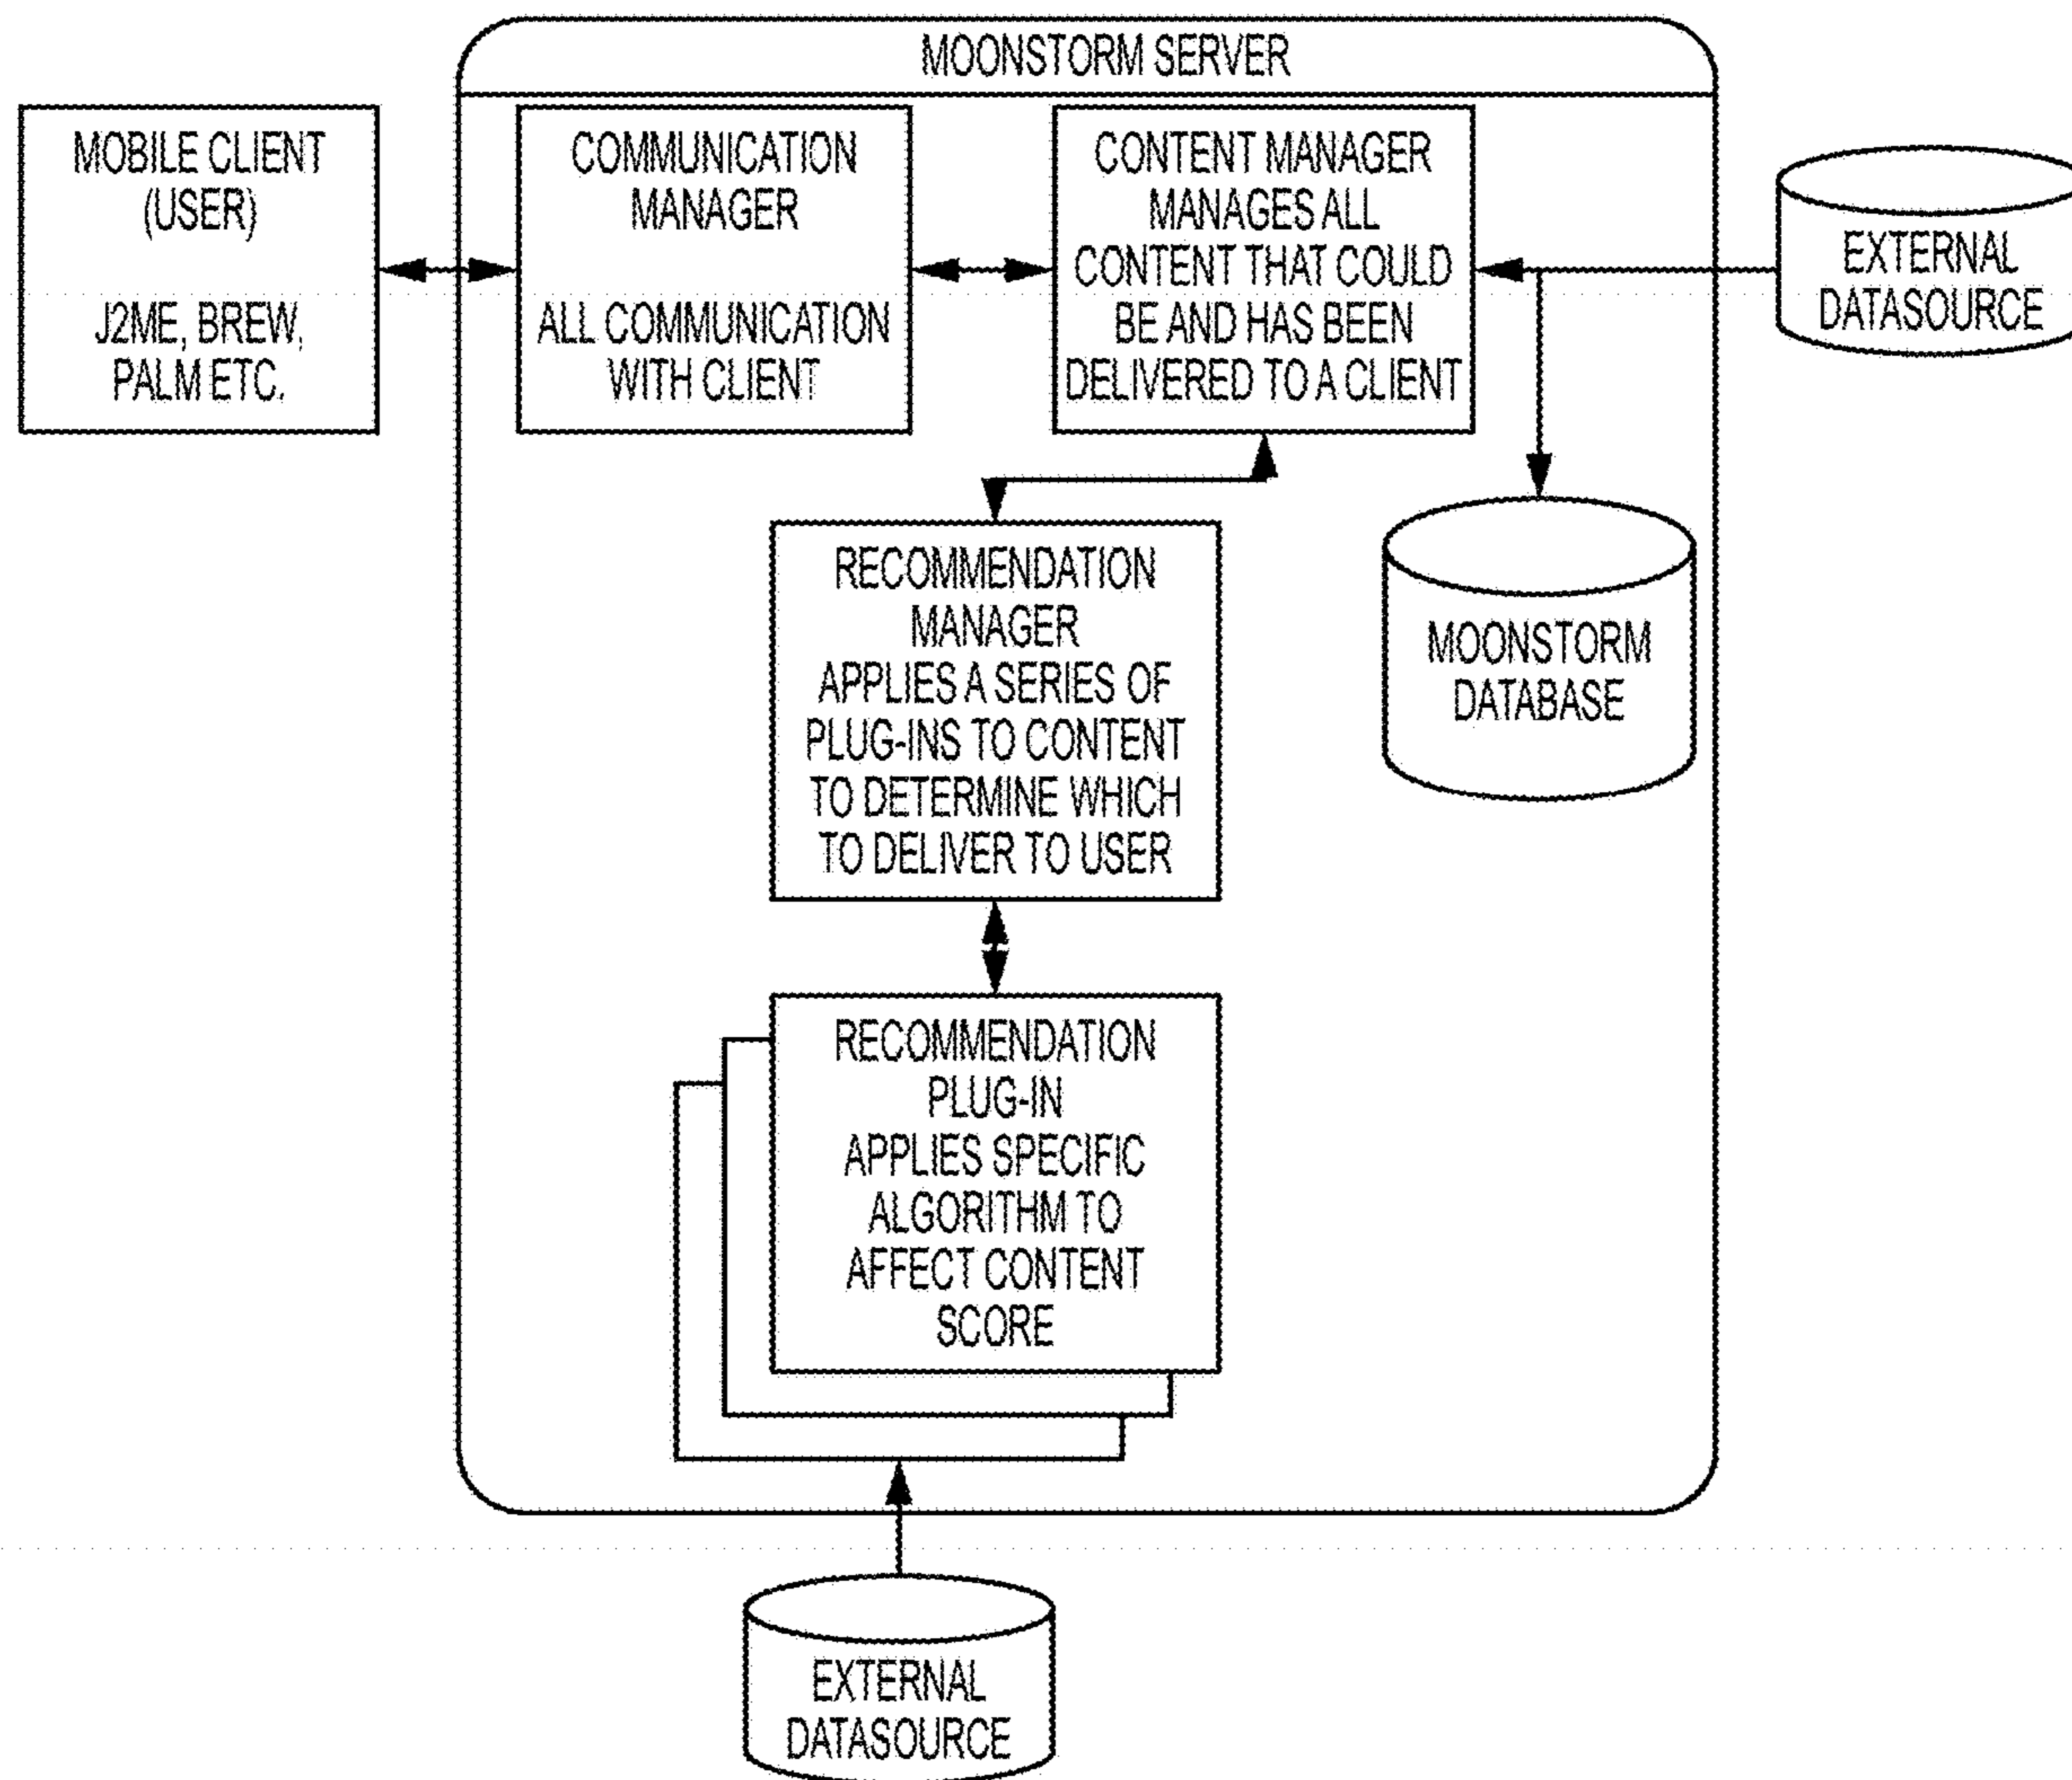 MOONSTORM SERVER
MOBILE CLIENT
(USER)
J2ME, BREW,
PALM ETC.
COMMUNICATION
MANAGER
ALL COMMUNICATION
WITH CLIENT
CONTENT MANAGER
MANAGES ALL
CONTENT THAT COULD
BE AND HAS BEEN
DELIVERED TO A CLIENT
EXTERNAL
DATASOURCE
RECOMMENDATION
MANAGER
APPLIES A SERIES OF
PLUG-INS TO CONTENT
TO DETERMINE WHICH
TO DELIVER TO USER
MOONSTORM
DATABASE
RECOMMENDATION
PLUG-IN
APPLIES SPECIFIC
ALGORITHM TO
AFFECT CONTENT
SCORE
EXTERNAL
DATASOURCE